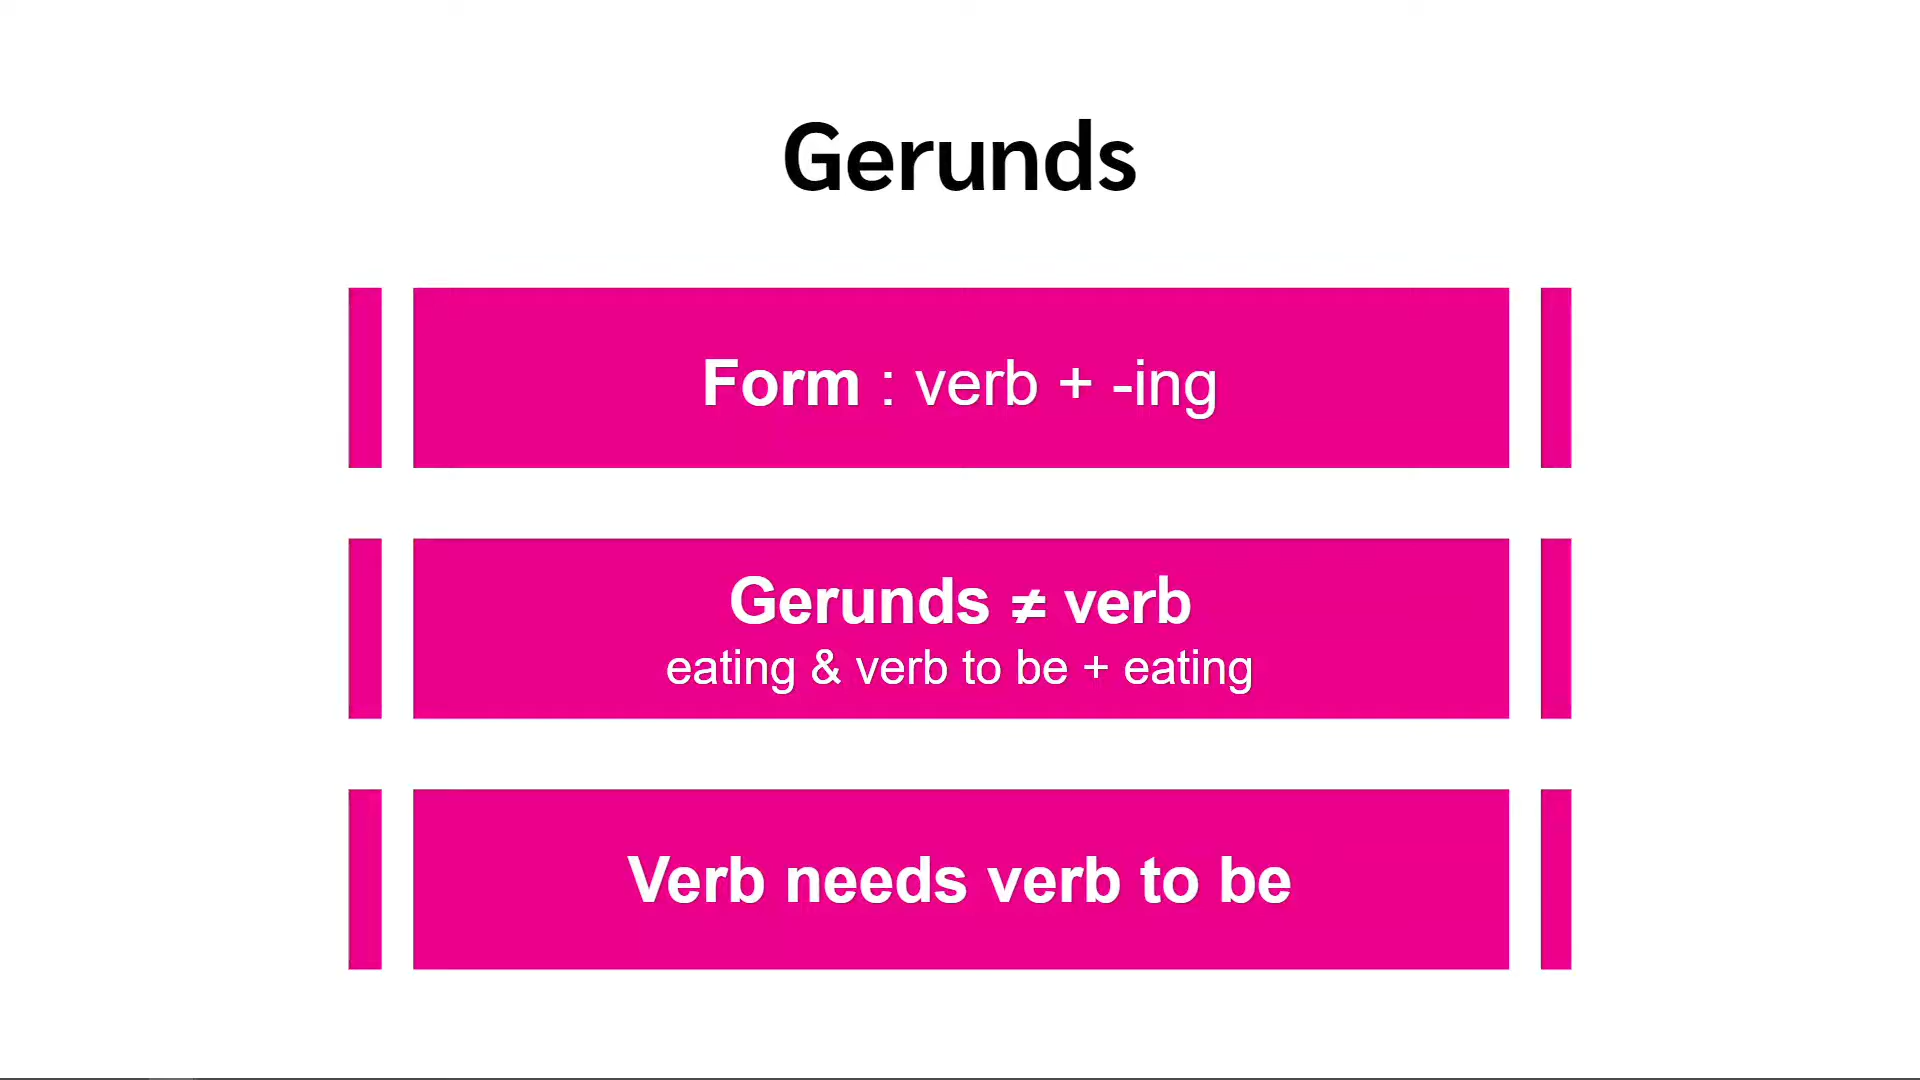 Gerunds
Form : verb + -ing
Gerunds ≠ verb
eating & verb to be + eating
Verb needs verb to be